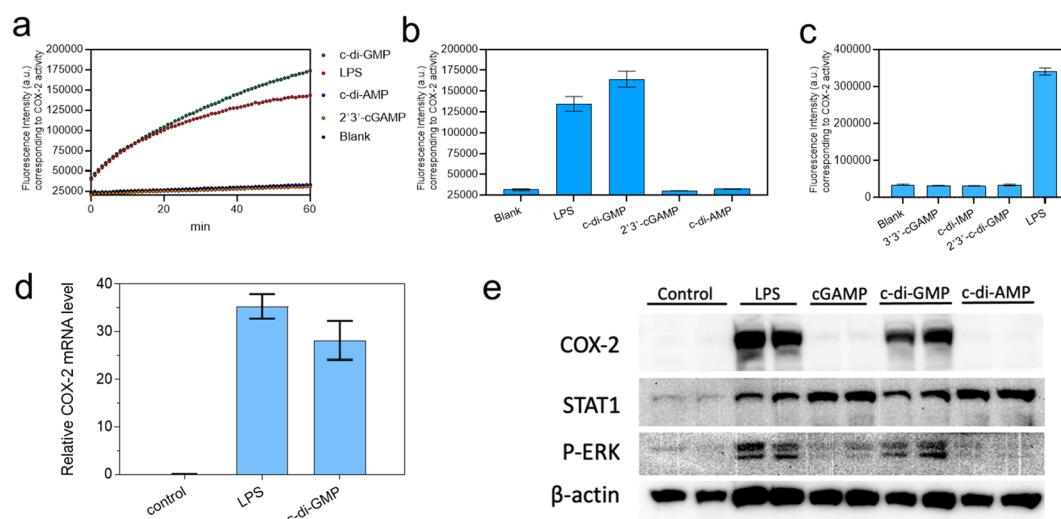 a
Fluorescence Intensity (a.u.)
corresponding to COX-2 activity
200000
175000
150000
125000
100000
75000
50000
25000
0
20
40
60
min
c-di-GMP
LPS
c-di-AMP
2'3'-cGAMP
Blank
b
Fluorescence Intensity (a.u.)
corresponding to COX-2 activity
200000
175000
150000
125000
100000
75000
50000
25000
Blank
LPS
c-di-GMP
2'3'-cGAMP
c-di-AMP
c
Fluorescence Intensity (a.u.)
corresponding to COX-2 activity
400000
300000
200000
100000
0
Blank
3'3'-cGAMP
c-di-IMP
2'3'-c-di-GMP
LPS
d
Relative COX-2 mRNA level
40
30
20
10
0
control
LPS
c-di-GMP
e
Control LPS cGAMP c-di-GMP c-di-AMP
COX-2
STAT1
P-ERK
β-actin